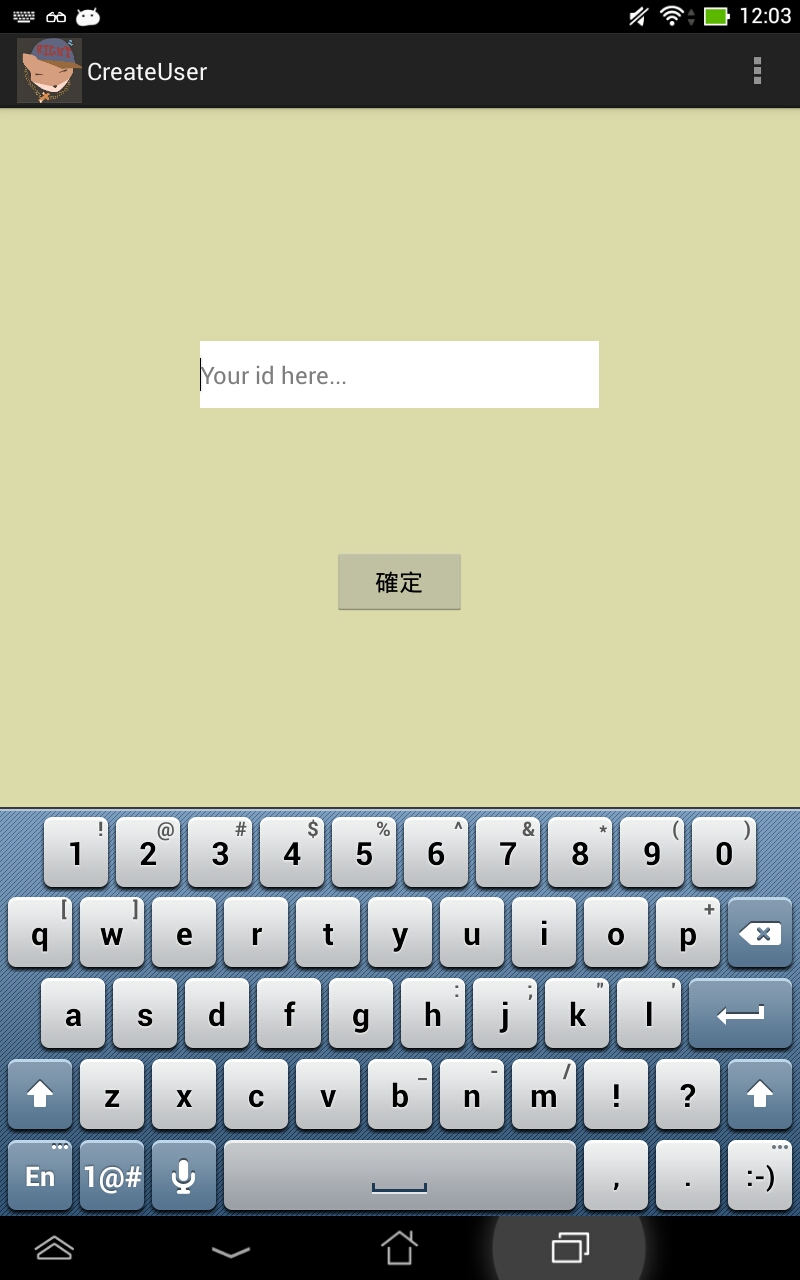 12:03
PICKY
CreateUser
Your id here...
確定
! @ # $ % ^ & * ( )
1 2 3 4 5 6 7 8 9 0
[ ] +
q w e r t y u i o p
: ; " '
a s d f g h j k l
_ - /
z x c v b n m ! ?
En 1@# , . :-)